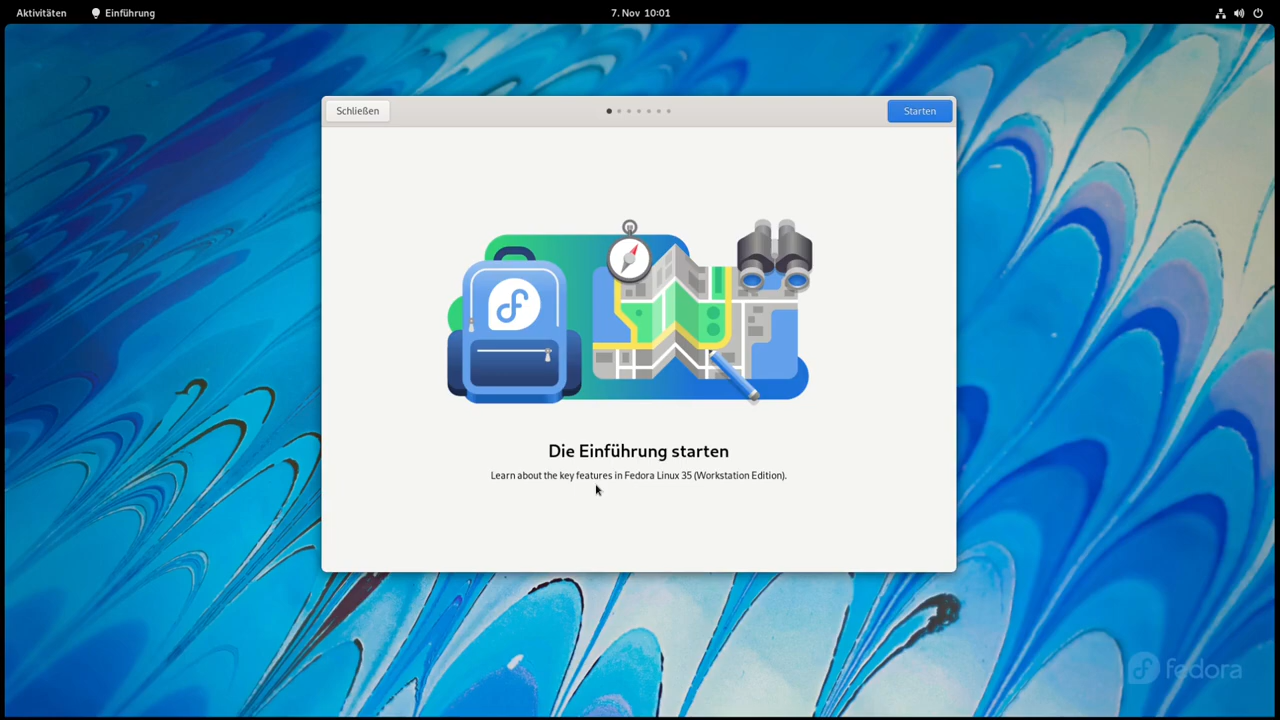 Aktivitäten
Einführung
7. Nov 10:01
Schließen
Starten
Die Einführung starten
Learn about the key features in Fedora Linux 35 (Workstation Edition).
fedora